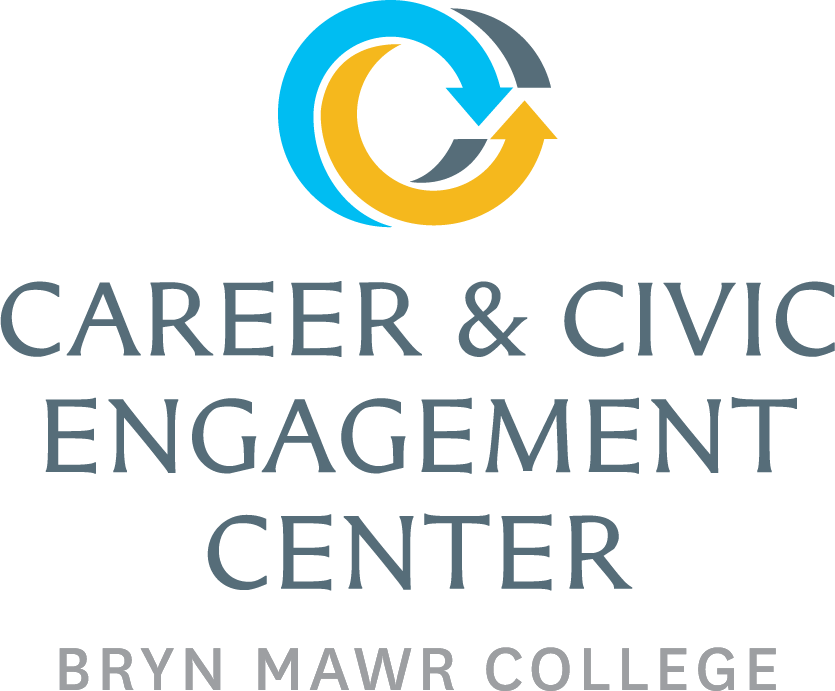 CAREER & CIVIC
ENGAGEMENT
CENTER
BRYN MAWR COLLEGE